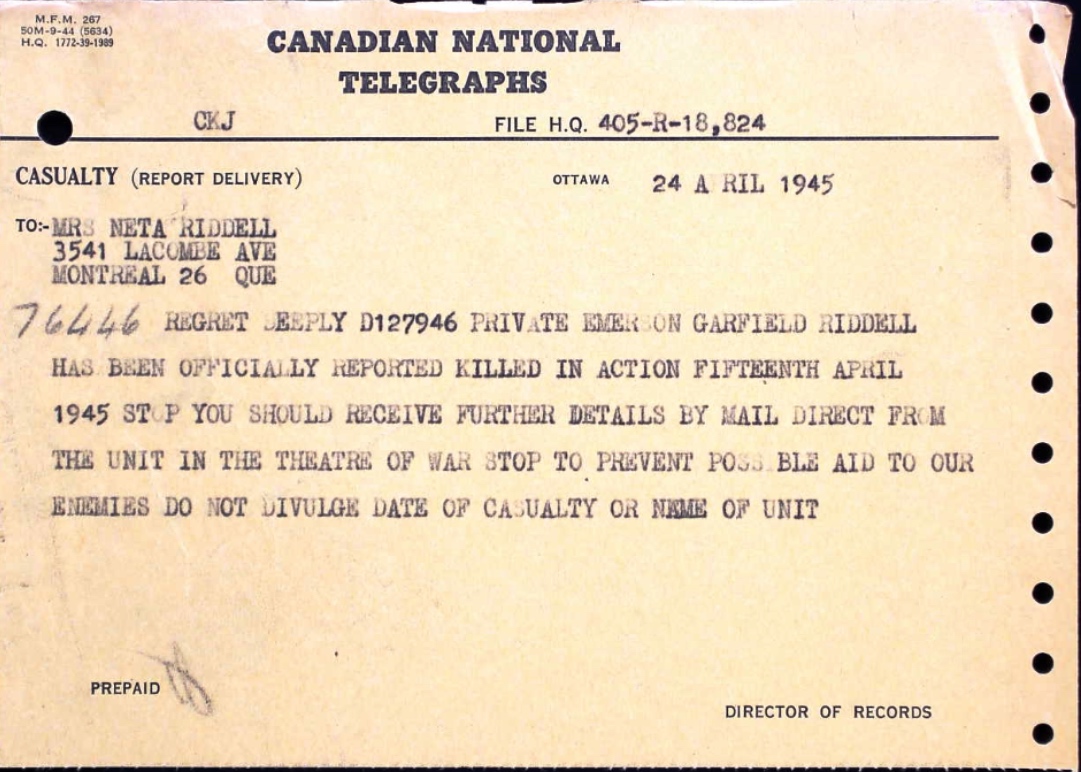 M.F.M. 267
50M-9-44 (5634)
H.Q. 1772-39-1989
CANADIAN NATIONAL
TELEGRAPHS
CKJ
FILE H.Q. 405-R-18,824
CASUALTY (REPORT DELIVERY)
OTTAWA 24 A RIL 1945
TO:- MRS NETA RIDDELL
3541 LACOMBE AVE
MONTREAL 26 QUE
76446 REGRET DEEPLY D127946 PRIVATE EMERSON GARFIELD RIDDELL
HAS BEEN OFFICIALLY REPORTED KILLED IN ACTION FIFTEENTH APRIL
1945 STOP YOU SHOULD RECEIVE FURTHER DETAILS BY MAIL DIRECT FROM
THE UNIT IN THE THEATRE OF WAR STOP TO PREVENT POSSIBLE AID TO OUR
ENEMIES DO NOT DIVULGE DATE OF CASUALTY OR NAME OF UNIT
PREPAID
DIRECTOR OF RECORDS